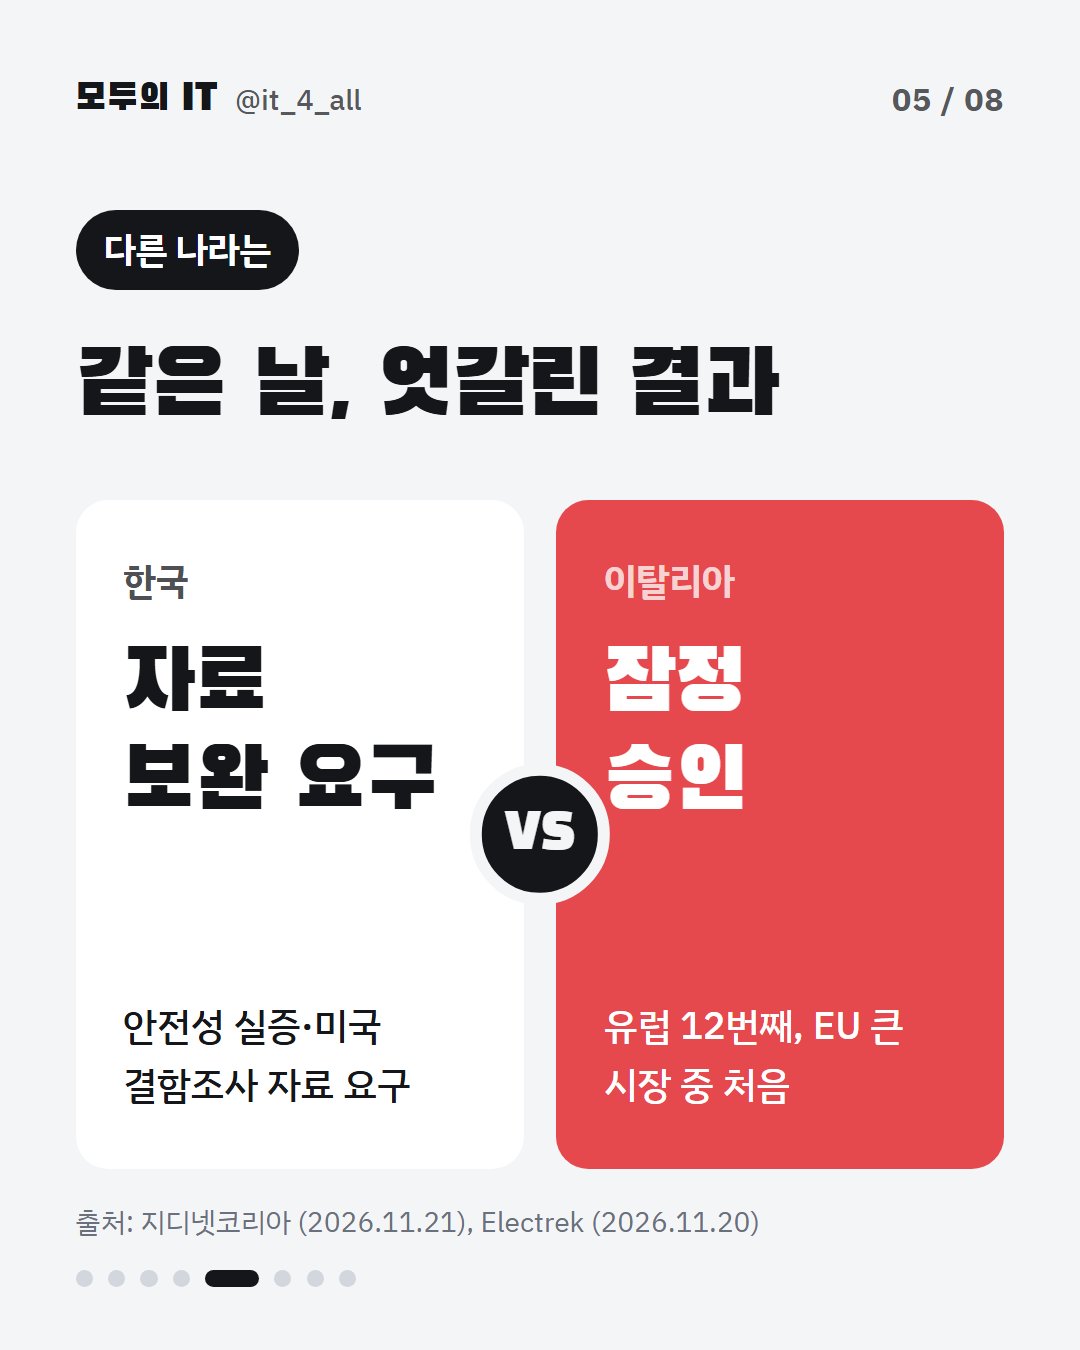 모두의 IT @it_4_all
05 / 08
다른 나라는
같은 날, 엇갈린 결과
한국
자료
보완 요구
안전성 실증·미국
결함조사 자료 요구
VS
이탈리아
잠정
승인
유럽 12번째, EU 큰
시장 중 처음
출처: 지디넷코리아 (2026.11.21), Electrek (2026.11.20)